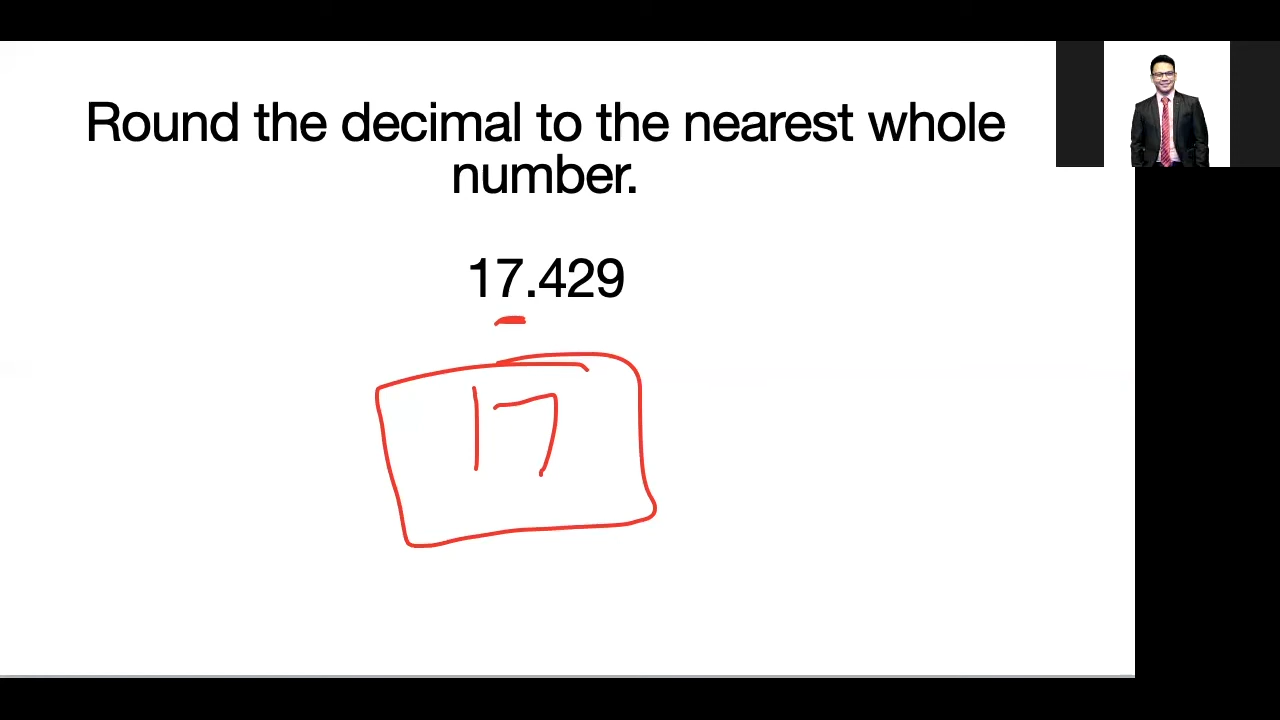 Round the decimal to the nearest whole
number.
17.429
17